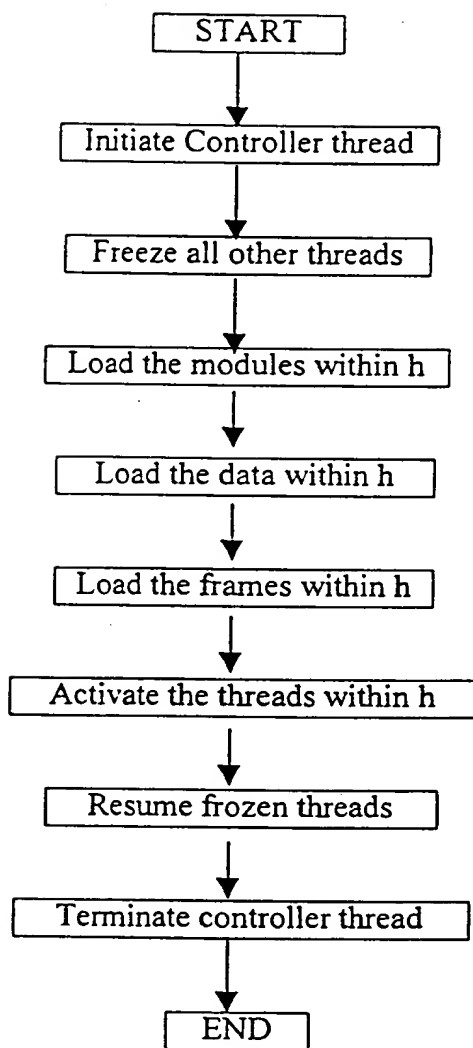 START
Initiate Controller thread
Freeze all other threads
Load the modules within h
Load the data within h
Load the frames within h
Activate the threads within h
Resume frozen threads
Terminate controller thread
END